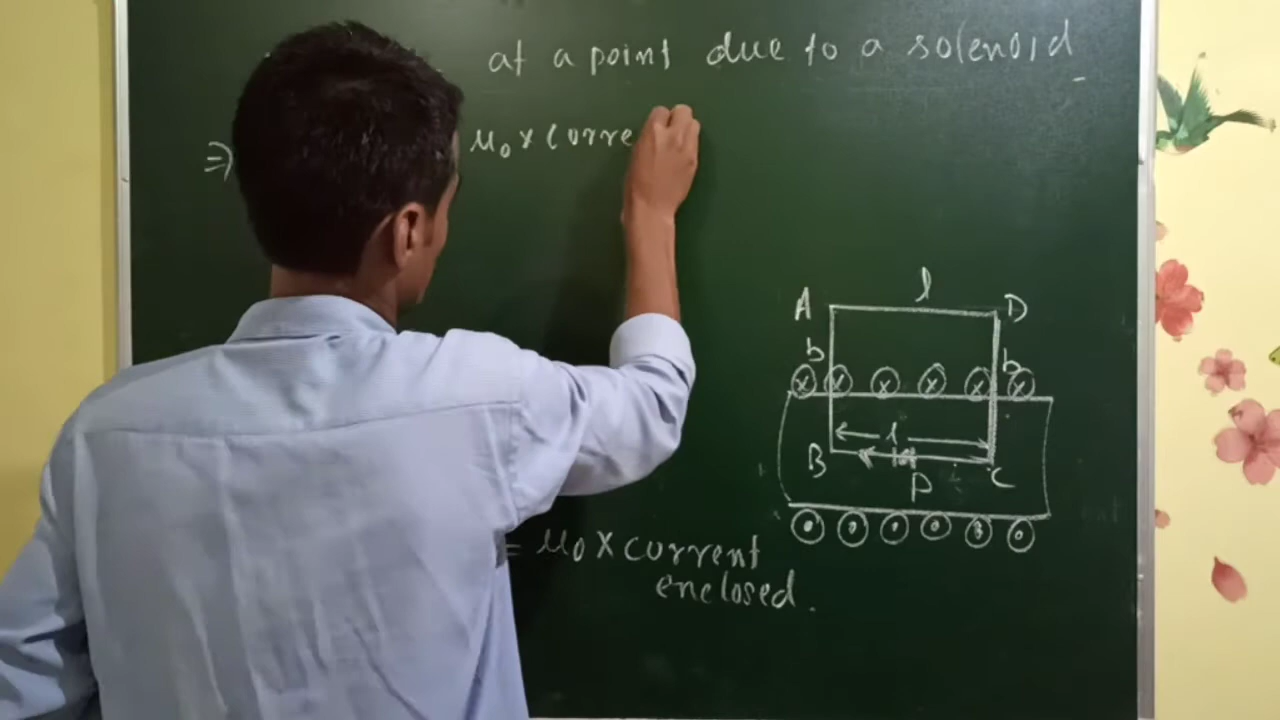 at a point due to a solenoid
⇒ μ₀ × curre
l
A D
b b
x x x x x x
l
B C
P
= μ₀ × current
enclosed.